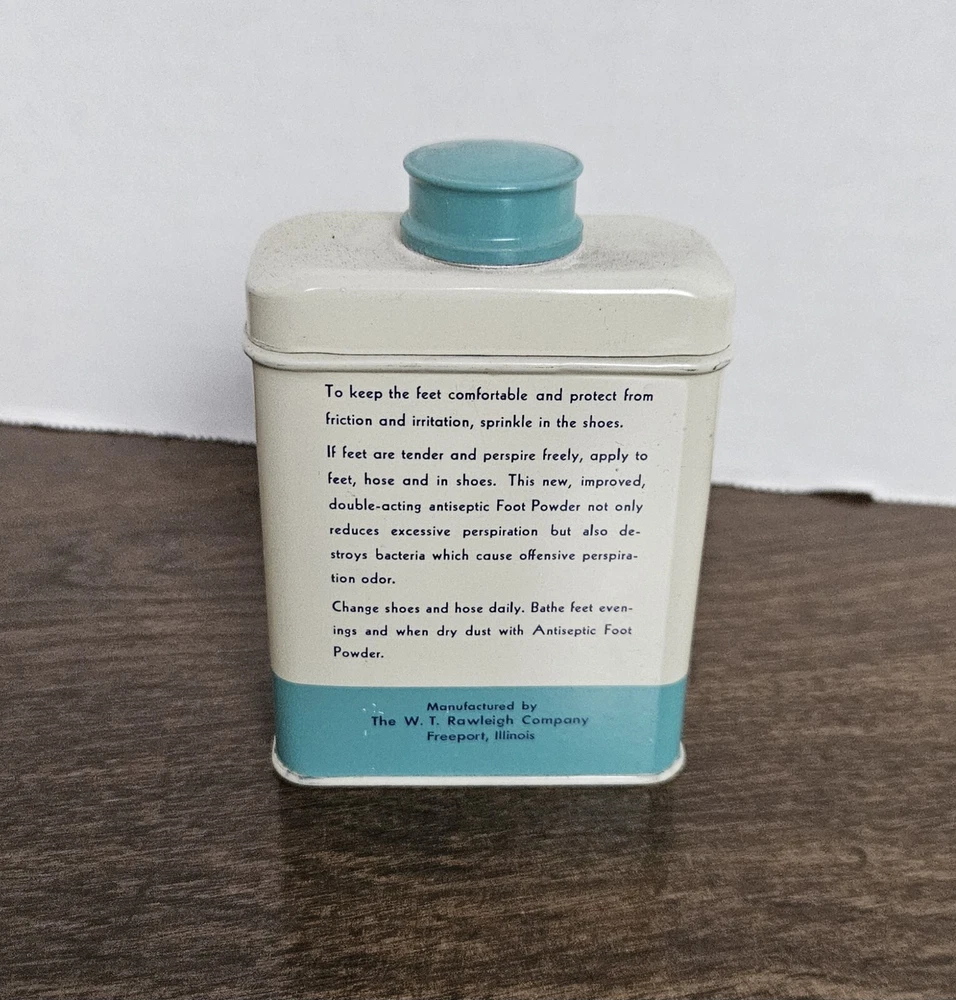 To keep the feet comfortable and protect from
friction and irritation, sprinkle in the shoes.
If feet are tender and perspire freely, apply to
feet, hose and in shoes. This new, improved,
double-acting antiseptic Foot Powder not only
reduces excessive perspiration but also de-
stroys bacteria which cause offensive perspira-
tion odor.
Change shoes and hose daily. Bathe feet even-
ings and when dry dust with Antiseptic Foot
Powder.
Manufactured by
The W. T. Rawleigh Company
Freeport, Illinois